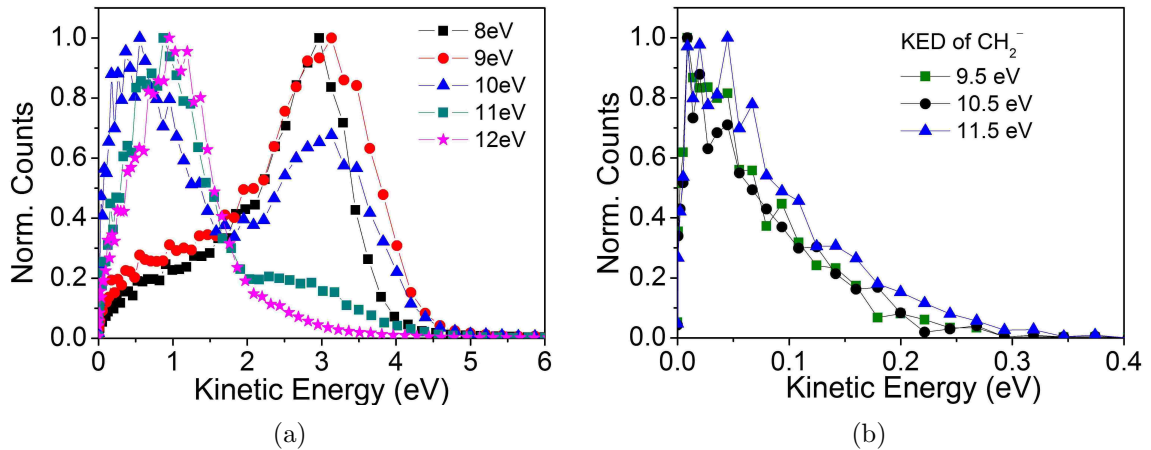 (a)
8eV
9eV
10eV
11eV
12eV
Norm. Counts
1.0
0.8
0.6
0.4
0.2
0.0
0 1 2 3 4 5 6
Kinetic Energy (eV)
(a)
(b)
KED of CH₂⁻
9.5 eV
10.5 eV
11.5 eV
Norm. Counts
1.0
0.8
0.6
0.4
0.2
0.0
0.0 0.1 0.2 0.3 0.4
Kinetic Energy (eV)
(b)